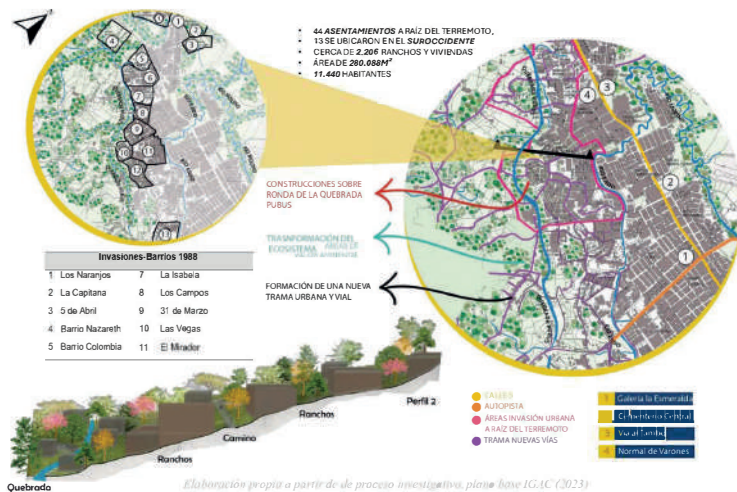 44 ASENTAMIENTOS A RAÍZ DEL TERREMOTO,
13 SE UBICARON EN EL SUROCCIDENTE
CERCA DE 2,206 RANCHOS Y VIVIENDAS
ÁREA DE 280.088M²
11.440 HABITANTES
CONSTRUCCIONES SOBRE
RONDA DE LA QUEBRADA
PUBUS
TRASNFORMACIÓN DEL
ECOSISTEMA
FORMACIÓN DE UNA NUEVA
TRAMA URBANA Y VIAL
Invasiones-Barrios 1988
1 Los Naranjos 7 La Isabela
2 La Capitana 8 Los Campos
3 5 de Abril 9 31 de Marzo
4 Barrio Nazareth 10 Las Vegas
5 Barrio Colombia 11 El Mirador
Quebrada
Ranchos
Camino
Ranchos
Perfil 2
CALLE 5
AUTOPISTA
ÁREAS INVASIÓN URBANA
A RAÍZ DEL TERREMOTO
TRAMA NUEVAS VÍAS
1 Galería la Esmeralda
Cementerio Central
3
4 Normal de Varones
Elaboración propia a partir de de proceso investigativo, plano base IGAC (2023)